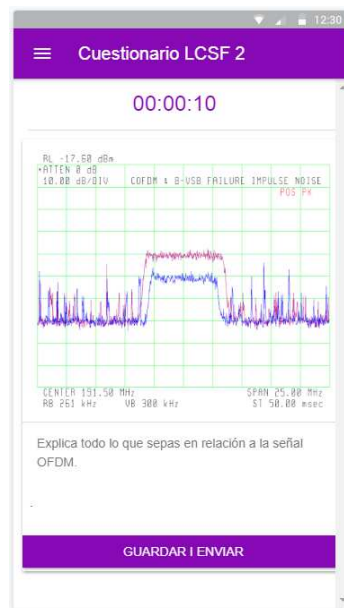 12:30
Cuestionario LCSF 2
00:00:10
RL -17.60 dBm
*ATTEN 0 dB
10.00 dB/DIV COFDM & 8-VSB FAILURE IMPULSE NOISE
POS PK
CENTER 191.50 MHz SPAN 25.00 MHz
RB 261 kHz VB 300 kHz ST 50.00 msec
Explica todo lo que sepas en relación a la señal
OFDM.
.
GUARDAR I ENVIAR